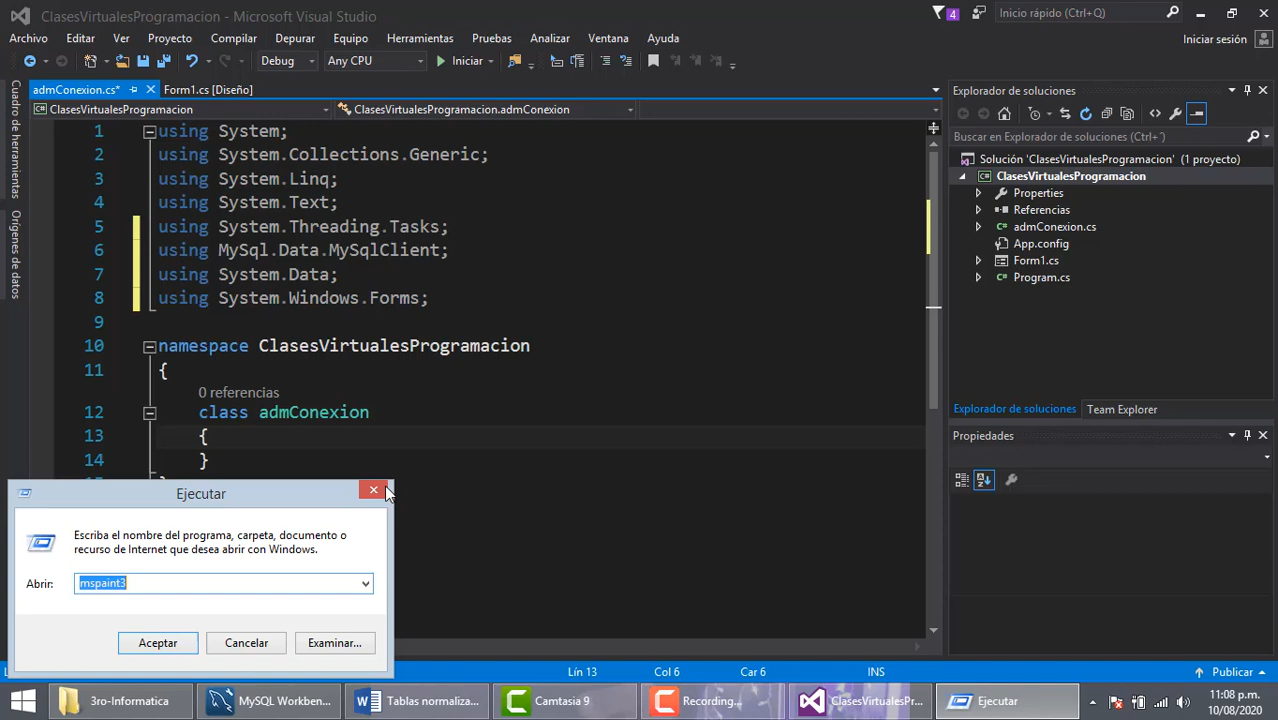 ClasesVirtualesProgramacion - Microsoft Visual Studio
4
Inicio rápido (Ctrl+Q)
Archivo Editar Ver Proyecto Compilar Depurar Equipo Herramientas Pruebas Analizar Ventana Ayuda
Iniciar sesión
Debug Any CPU Iniciar
Cuadro de herramientas
Orígenes de datos
admConexion.cs* Form1.cs [Diseño]
ClasesVirtualesProgramacion ClasesVirtualesProgramacion.admConexion
1 using System;
2 using System.Collections.Generic;
3 using System.Linq;
4 using System.Text;
5 using System.Threading.Tasks;
6 using MySql.Data.MySqlClient;
7 using System.Data;
8 using System.Windows.Forms;
9
10 namespace ClasesVirtualesProgramacion
11 {
0 referencias
12 class admConexion
13 {
14 }
Explorador de soluciones
Buscar en Explorador de soluciones (Ctrl+´)
Solución 'ClasesVirtualesProgramacion' (1 proyecto)
ClasesVirtualesProgramacion
Properties
Referencias
admConexion.cs
App.config
Form1.cs
Program.cs
Explorador de soluciones Team Explorer
Propiedades
Ejecutar
Escriba el nombre del programa, carpeta, documento o
recurso de Internet que desea abrir con Windows.
Abrir: mspaint3
Aceptar Cancelar Examinar...
Lín 13 Col 6 Car 6 INS Publicar
3ro-Informatica MySQL Workben... Tablas normaliza... Camtasia 9 Recording... ClasesVirtualesPr... Ejecutar
11:08 p.m.
10/08/2020